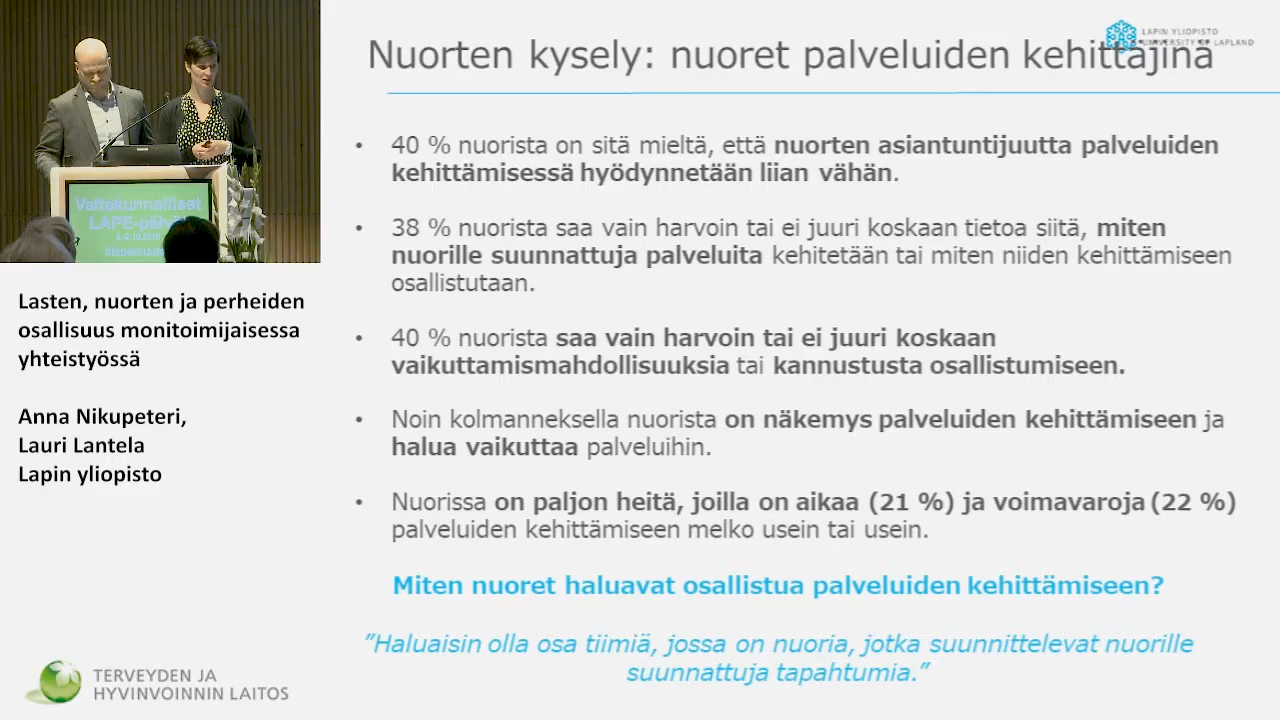 Nuorten kysely: nuoret palveluiden kehittäjinä
LAPIN YLIOPISTO
UNIVERSITY OF LAPLAND
• 40 % nuorista on sitä mieltä, että nuorten asiantuntijuutta palveluiden
kehittämisessä hyödynnetään liian vähän.
• 38 % nuorista saa vain harvoin tai ei juuri koskaan tietoa siitä, miten
nuorille suunnattuja palveluita kehitetään tai miten niiden kehittämiseen
osallistutaan.
• 40 % nuorista saa vain harvoin tai ei juuri koskaan
vaikuttamismahdollisuuksia tai kannustusta osallistumiseen.
• Noin kolmanneksella nuorista on näkemys palveluiden kehittämiseen ja
halua vaikuttaa palveluihin.
• Nuorissa on paljon heitä, joilla on aikaa (21 %) ja voimavaroja (22 %)
palveluiden kehittämiseen melko usein tai usein.
Miten nuoret haluavat osallistua palveluiden kehittämiseen?
”Haluaisin olla osa tiimiä, jossa on nuoria, jotka suunnittelevat nuorille
suunnattuja tapahtumia.”
Valtakunnalliset
Lasten, nuorten ja perheiden
osallisuus monitoimijaisessa
yhteistyössä
Anna Nikupeteri,
Lauri Lantela
Lapin yliopisto
TERVEYDEN JA
HYVINVOINNIN LAITOS